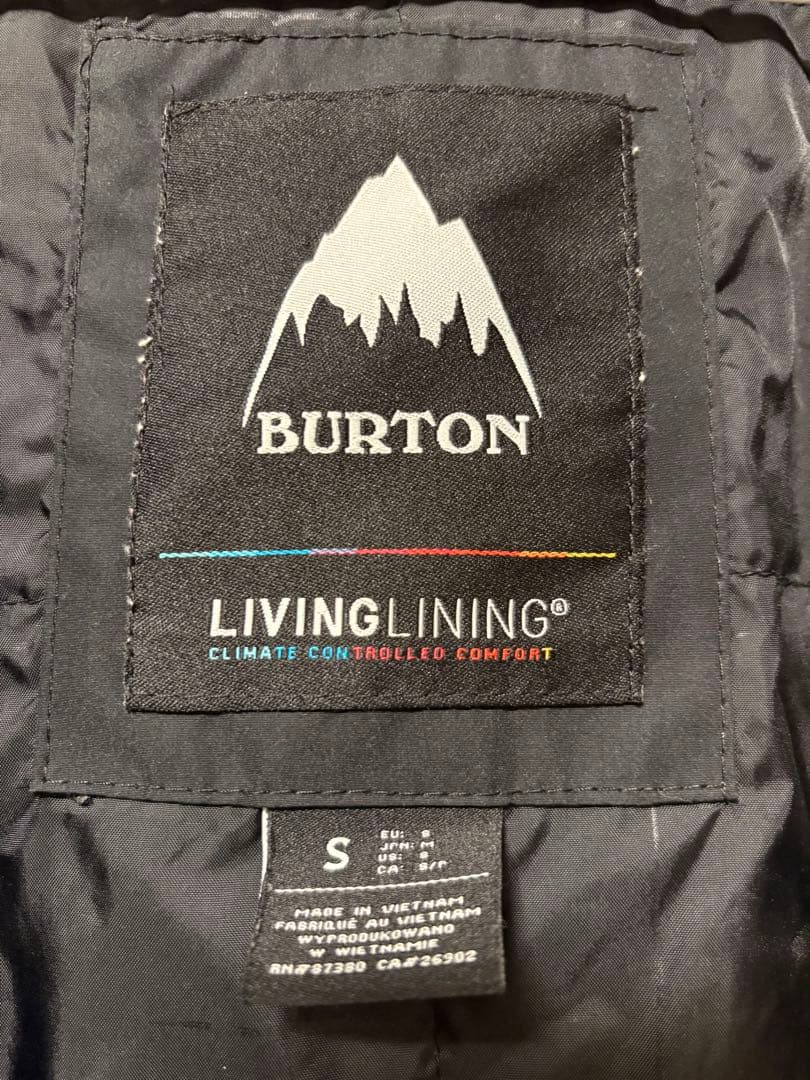 BURTON
LIVINGLINING®
CLIMATE CONTROLLED COMFORT
S
EU: S
JPN: M
US: S
CA: S/P
MADE IN VIETNAM
FABRIQUÉ AU VIETNAM
WYPRODUKOWANO
W WIETNAMIE
RN#87380 CA#26902